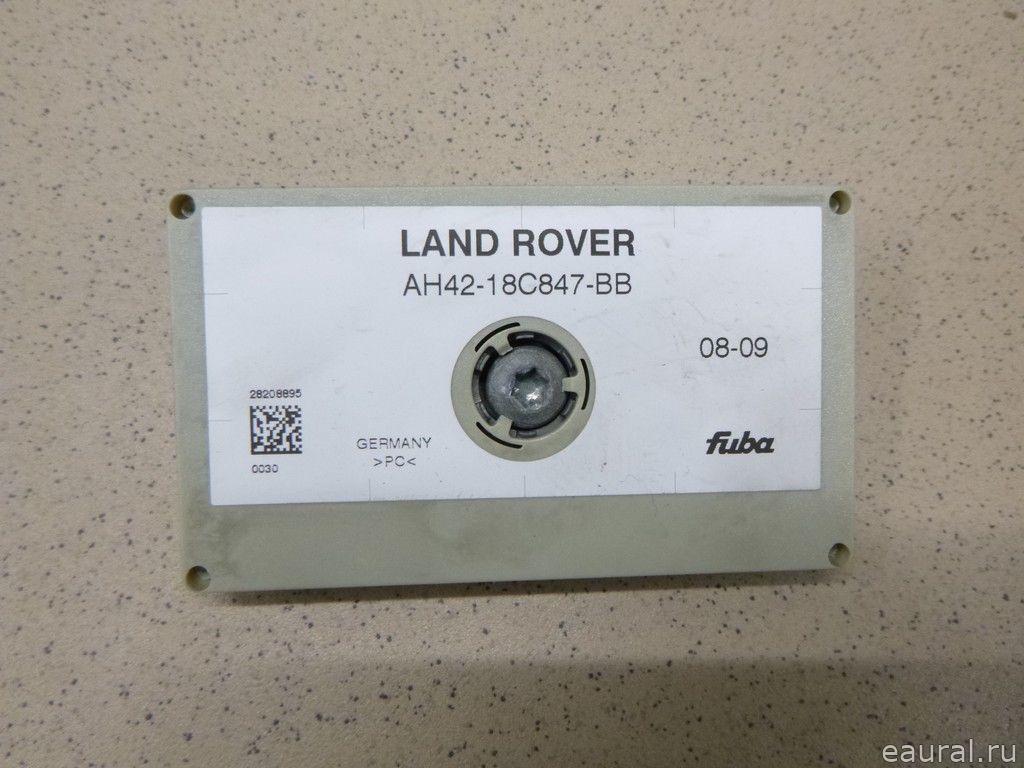 LAND ROVER
AH42-18C847-BB
08-09
28208895
0030
GERMANY
>PC<
fuba
eaural.ru